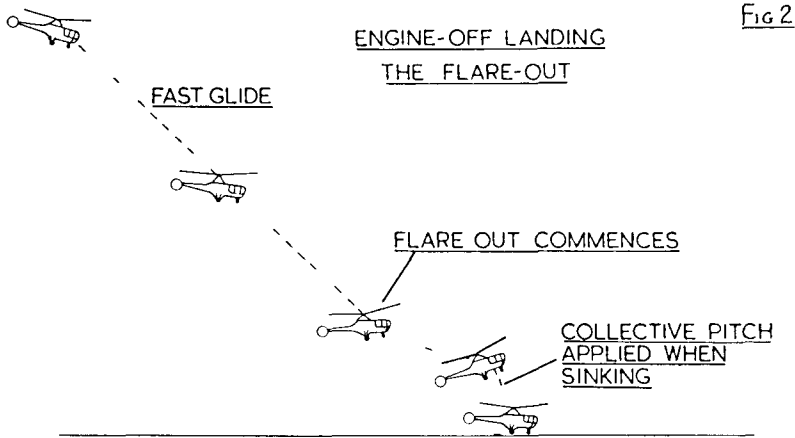 FIG 2
ENGINE-OFF LANDING
THE FLARE-OUT
FAST GLIDE
FLARE OUT COMMENCES
COLLECTIVE PITCH
APPLIED WHEN
SINKING